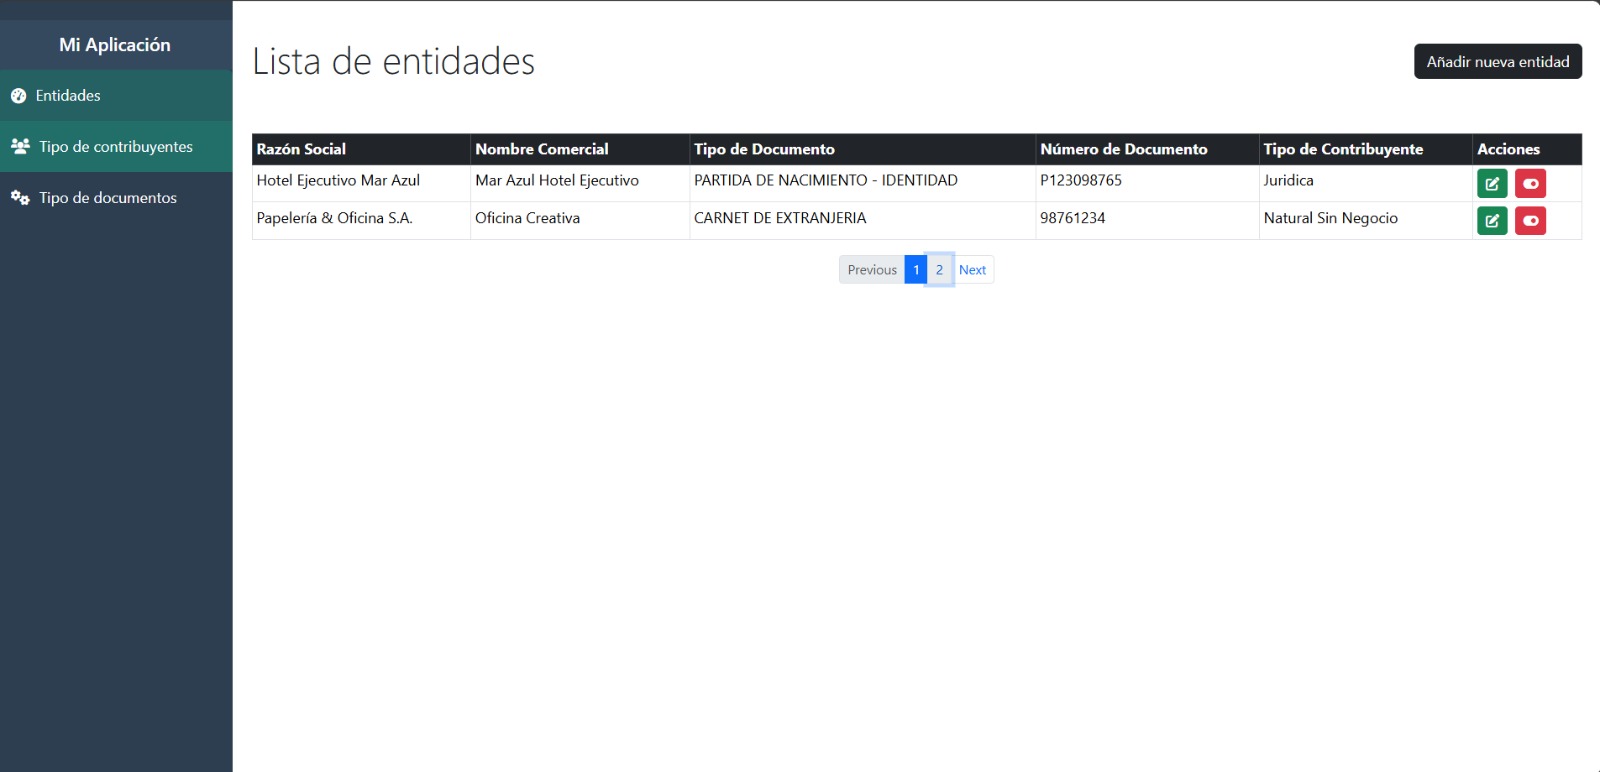 Mi Aplicación
Entidades
Tipo de contribuyentes
Tipo de documentos
Lista de entidades
Añadir nueva entidad
Razón Social Nombre Comercial Tipo de Documento Número de Documento Tipo de Contribuyente Acciones
Hotel Ejecutivo Mar Azul Mar Azul Hotel Ejecutivo PARTIDA DE NACIMIENTO - IDENTIDAD P123098765 Juridica
Papelería & Oficina S.A. Oficina Creativa CARNET DE EXTRANJERIA 98761234 Natural Sin Negocio
Previous 1 2 Next